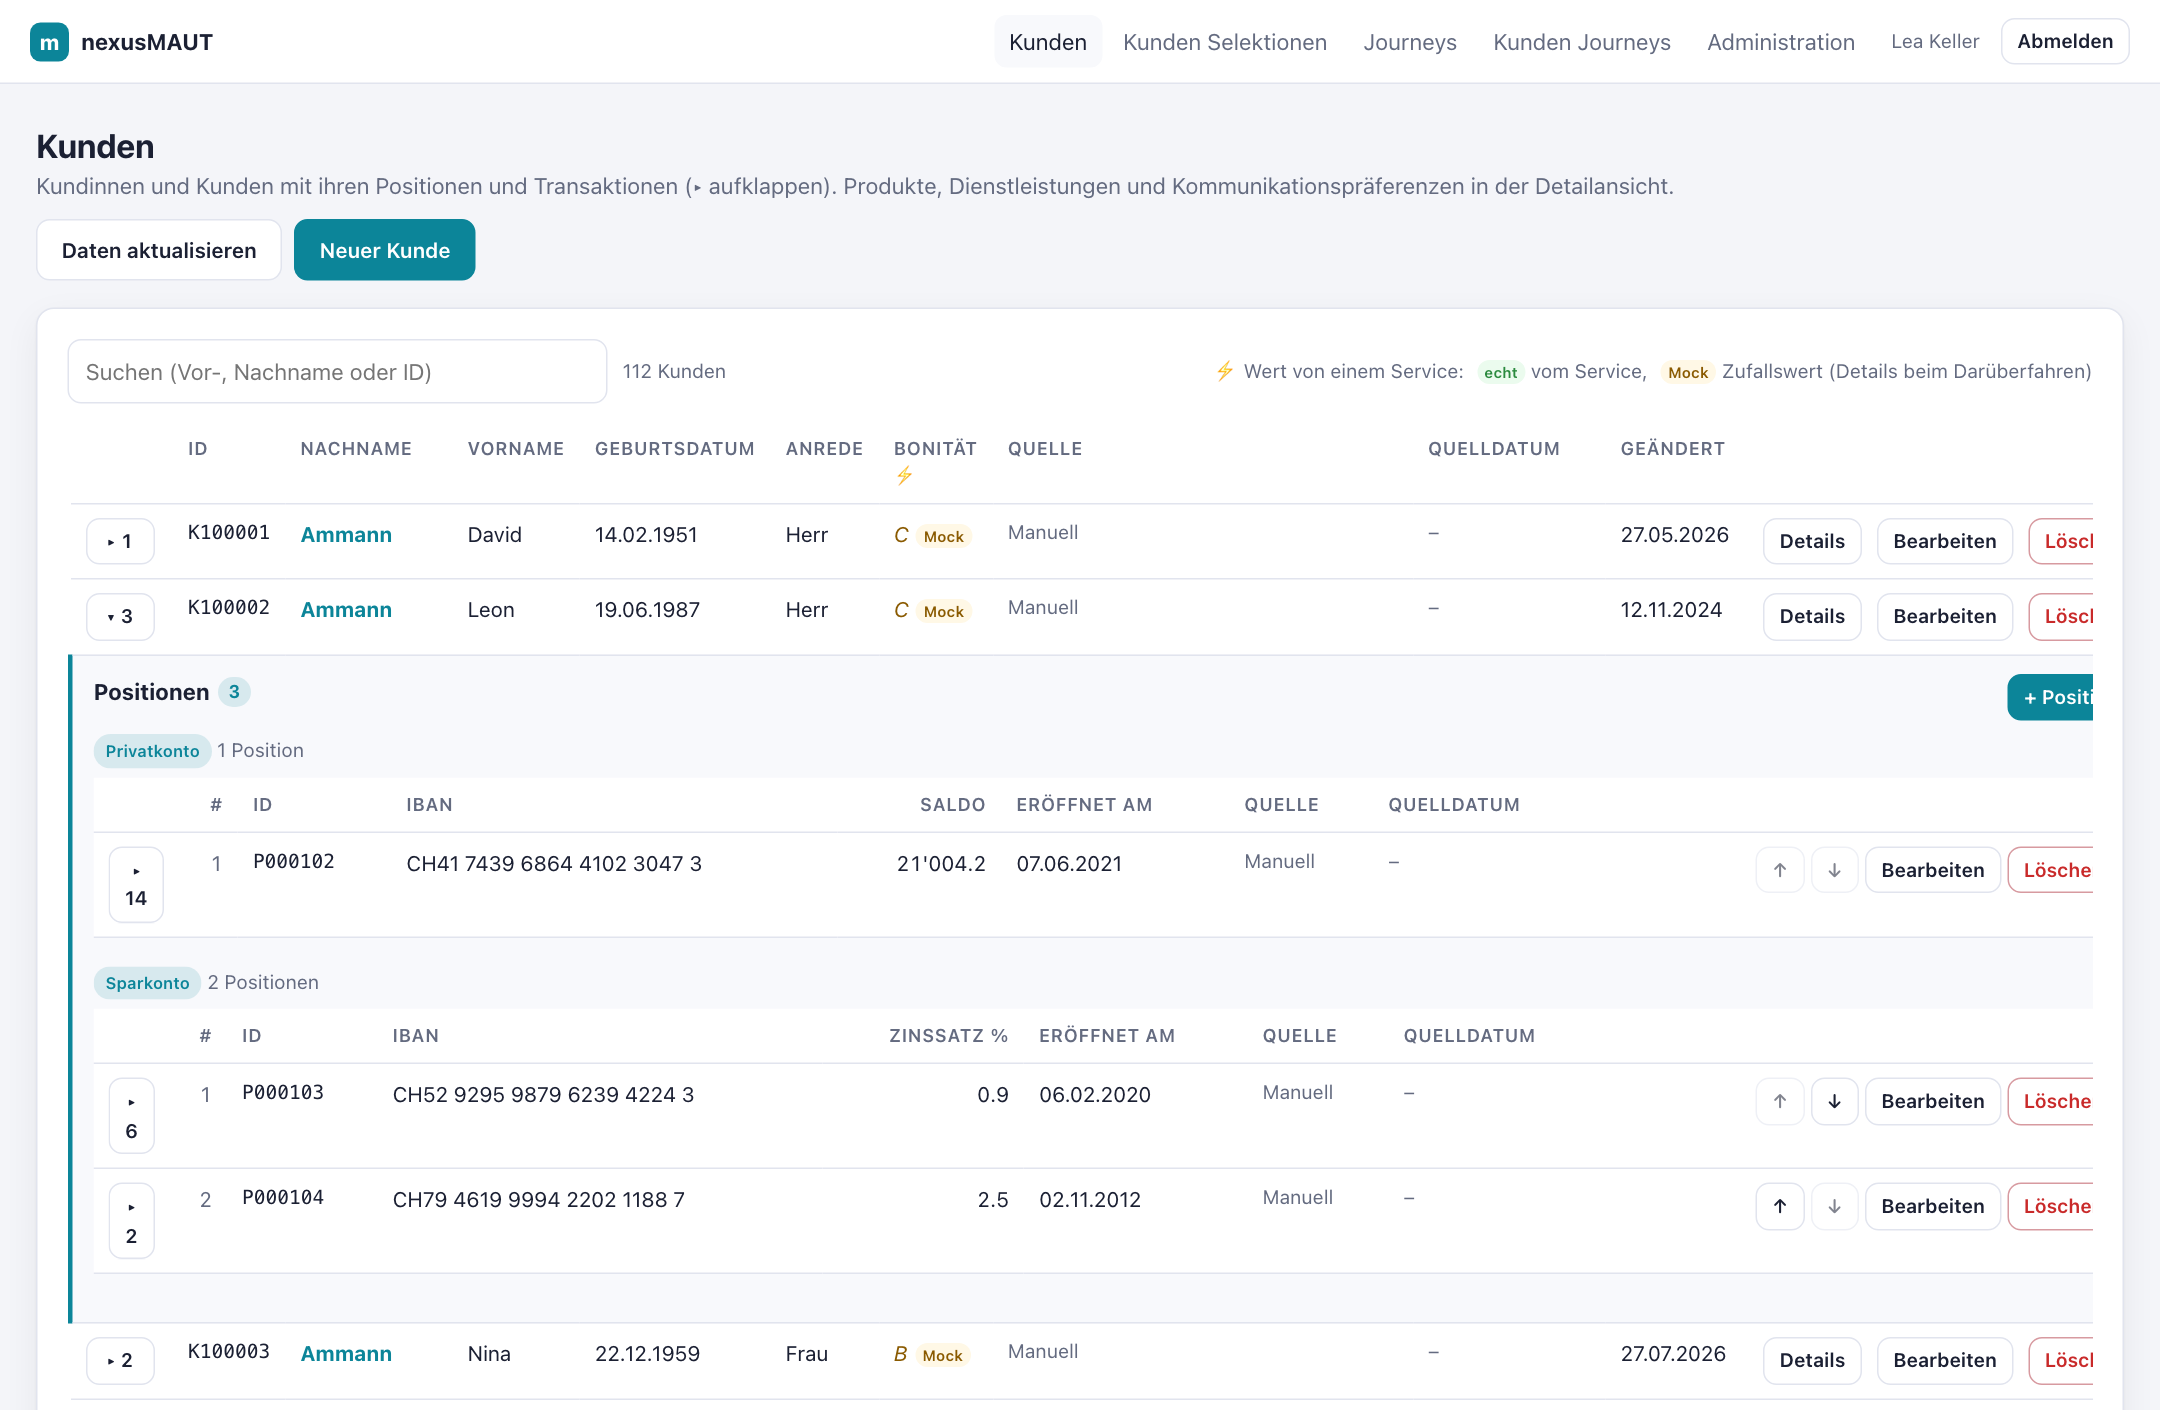 m nexusMAUT Kunden Kunden Selektionen Journeys Kunden Journeys Administration Lea Keller Abmelden
Kunden
Kundinnen und Kunden mit ihren Positionen und Transaktionen (▸ aufklappen). Produkte, Dienstleistungen und Kommunikationspräferenzen in der Detailansicht.
Daten aktualisieren Neuer Kunde
Suchen (Vor-, Nachname oder ID) 112 Kunden ⚡ Wert von einem Service: echt vom Service, Mock Zufallswert (Details beim Darüberfahren)
ID NACHNAME VORNAME GEBURTSDATUM ANREDE BONITÄT ⚡ QUELLE QUELLDATUM GEÄNDERT
▸ 1 K100001 Ammann David 14.02.1951 Herr C Mock Manuell – 27.05.2026 Details Bearbeiten Lösch
▾ 3 K100002 Ammann Leon 19.06.1987 Herr C Mock Manuell – 12.11.2024 Details Bearbeiten Lösch
Positionen 3 + Positi
Privatkonto 1 Position
# ID IBAN SALDO ERÖFFNET AM QUELLE QUELLDATUM
▸ 14 1 P000102 CH41 7439 6864 4102 3047 3 21'004.2 07.06.2021 Manuell – ↑ ↓ Bearbeiten Lösche
Sparkonto 2 Positionen
# ID IBAN ZINSSATZ % ERÖFFNET AM QUELLE QUELLDATUM
▸ 6 1 P000103 CH52 9295 9879 6239 4224 3 0.9 06.02.2020 Manuell – ↑ ↓ Bearbeiten Lösche
▸ 2 2 P000104 CH79 4619 9994 2202 1188 7 2.5 02.11.2012 Manuell – ↑ ↓ Bearbeiten Lösche
▸ 2 K100003 Ammann Nina 22.12.1959 Frau B Mock Manuell – 27.07.2026 Details Bearbeiten Lösch